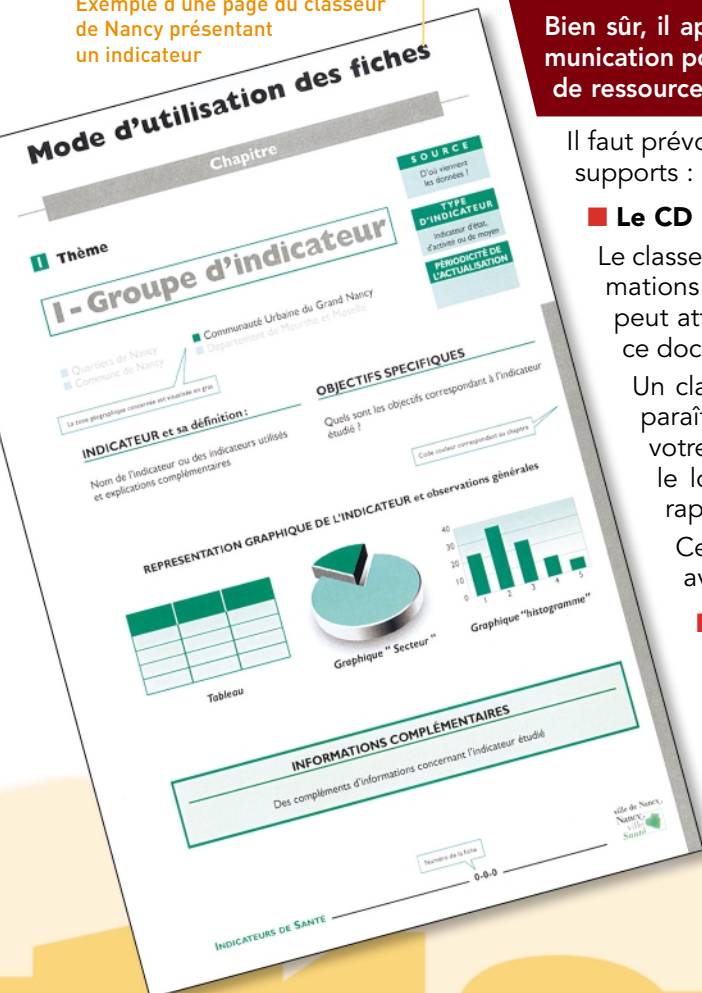 Exemple d'une page du classeur
de Nancy présentant
un indicateur
Mode d'utilisation des fiches
Chapitre
SOURCE
D'où viennent
les données ?
TYPE
D'INDICATEUR
Indicateur d'état,
d'activité ou de moyen
PÉRIODICITÉ DE
L'ACTUALISATION
I Thème
I - Groupe d'indicateur
Quartiers de Nancy
Commune de Nancy
Communauté Urbaine du Grand Nancy
Département de Meurthe et Moselle
La zone géographique concernée est visualisée en gras
INDICATEUR et sa définition :
Nom de l'indicateur ou des indicateurs utilisés
et explications complémentaires
OBJECTIFS SPECIFIQUES
Quels sont les objectifs correspondant à l'indicateur
étudié ?
Code couleur correspondant au chapitre
REPRESENTATION GRAPHIQUE DE L'INDICATEUR et observations générales
40
30
20
10
0
1 2 3 4 5
Tableau
Graphique " Secteur "
Graphique "histogramme"
INFORMATIONS COMPLÉMENTAIRES
Des compléments d'informations concernant l'indicateur étudié
Numéro de la fiche
0-0-0
INDICATEURS DE SANTÉ
ville de Nancy,
Nancy,
ville
Santé
Bien sûr, il ap
munication po
de ressource
Il faut prévo
supports :
Le CD
Le classe
mations
peut att
ce doc
Un cla
paraît
votre
le lo
rap
Ce
av